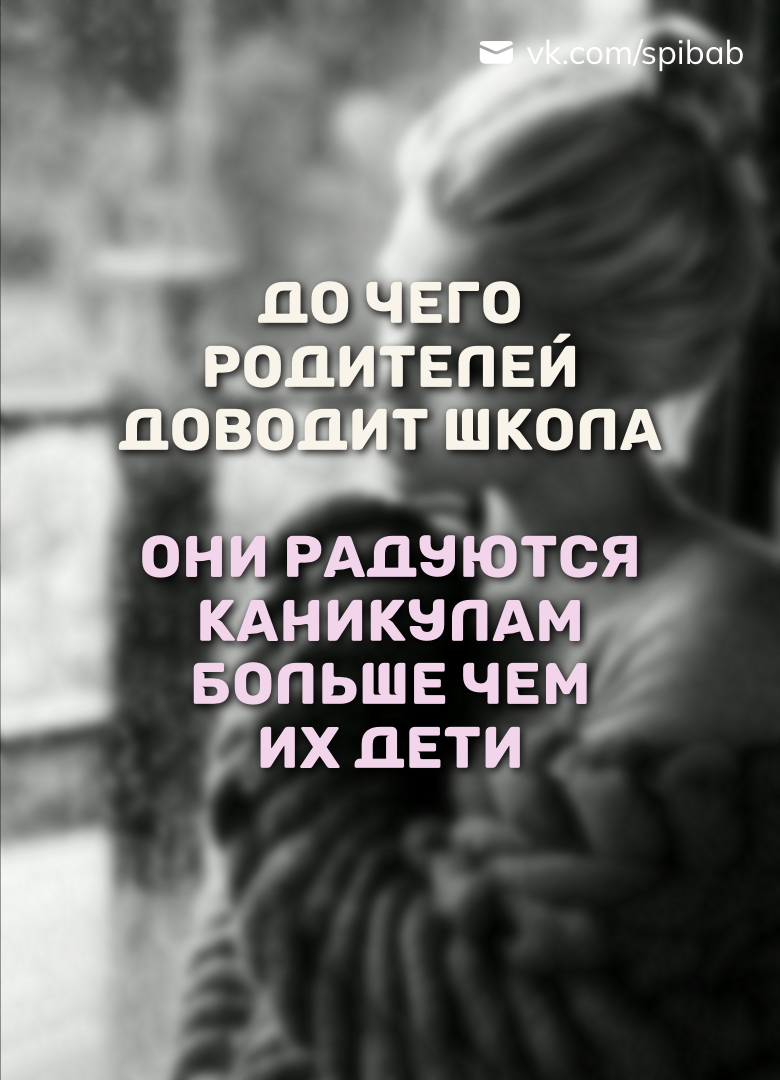 vk.com/spibab
ДО ЧЕГО
РОДИТЕЛЕЙ
ДОВОДИТ ШКОЛА
ОНИ РАДУЮТСЯ
КАНИКУЛАМ
БОЛЬШЕ ЧЕМ
ИХ ДЕТИ